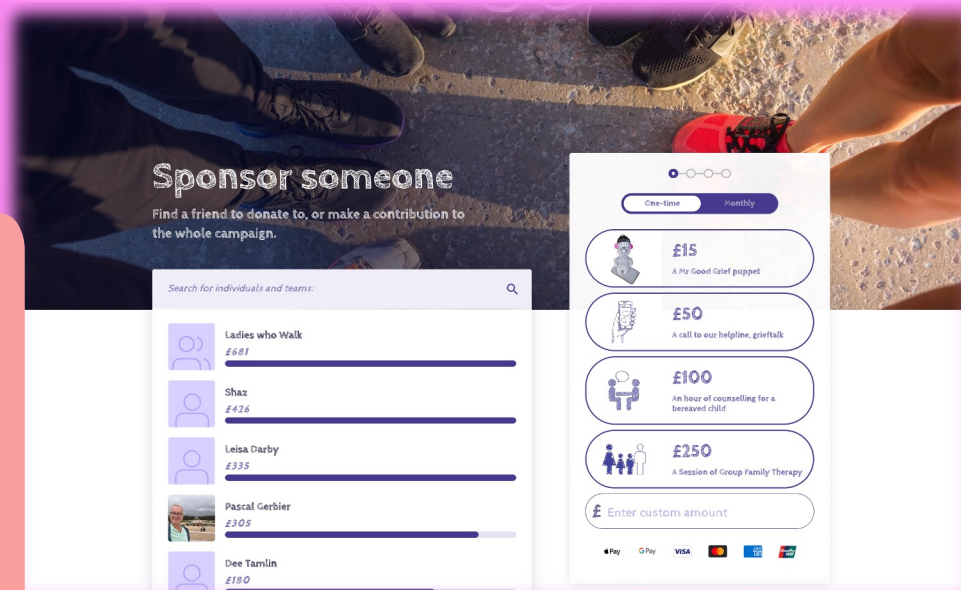 Sponsor someone
Find a friend to donate to, or make a contribution to
the whole campaign.
Search for individuals and teams:
Ladies who Walk
£681
Shaz
£426
Leisa Darby
£335
Pascal Gerbier
£305
Dee Tamlin
£180
One-time Monthly
£15
A Mr Good Grief puppet
£50
A call to our helpline, grieftalk
£100
An hour of counselling for a
bereaved child
£250
A Session of Group Family Therapy
£ Enter custom amount
Pay G Pay VISA